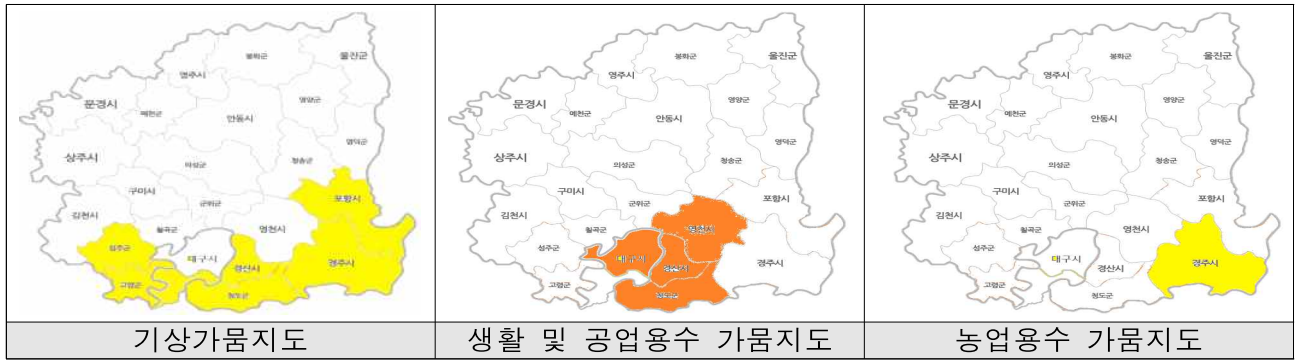 봉화군
울진군
영주시
문경시
예천군
안동시
영양군
영덕군
상주시
의성군
청송군
구미시
군위군
포항시
김천시
칠곡군
영천시
성주군
대구시
경산시
경주시
고령군
청도군
기상가뭄지도
봉화군
울진군
영주시
문경시
예천군
안동시
영양군
영덕군
상주시
의성군
청송군
구미시
군위군
포항시
김천시
칠곡군
영천시
성주군
대구시
경산시
경주시
고령군
청도군
생활 및 공업용수 가뭄지도
봉화군
울진군
영주시
문경시
예천군
안동시
영양군
영덕군
상주시
의성군
청송군
구미시
군위군
포항시
김천시
칠곡군
영천시
성주군
대구시
경산시
경주시
고령군
청도군
농업용수 가뭄지도